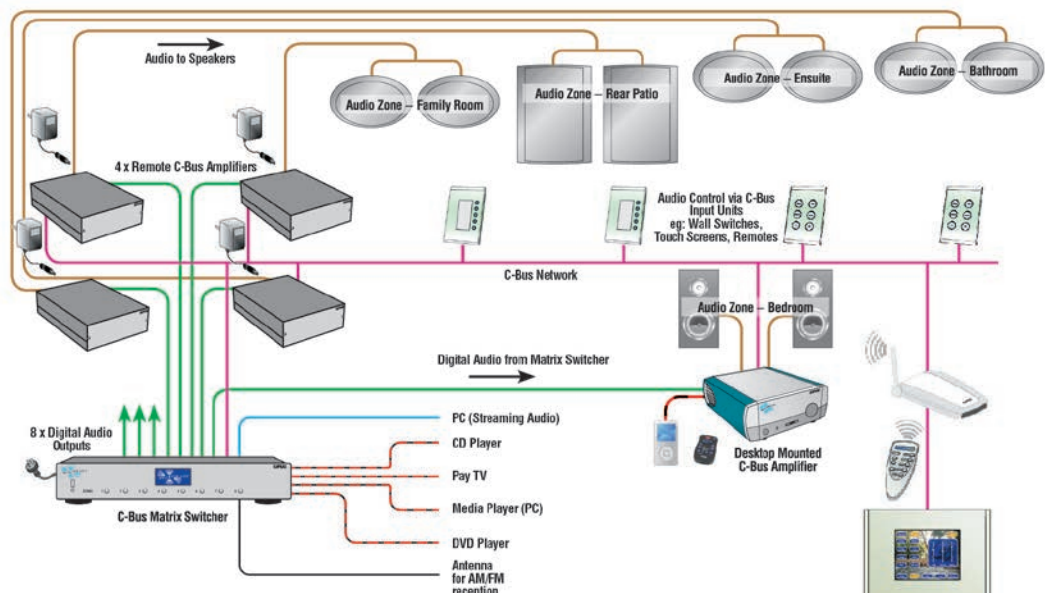 Audio to Speakers
Audio Zone – Family Room
Audio Zone – Rear Patio
Audio Zone – Ensuite
Audio Zone – Bathroom
4 x Remote C-Bus Amplifiers
Audio Control via C-Bus
Input Units
eg: Wall Switches,
Touch Screens, Remotes
C-Bus Network
Audio Zone – Bedroom
Digital Audio from Matrix Switcher
8 x Digital Audio
Outputs
C-Bus Matrix Switcher
PC (Streaming Audio)
CD Player
Pay TV
Media Player (PC)
DVD Player
Antenna
for AM/FM
reception
Desktop Mounted
C-Bus Amplifier